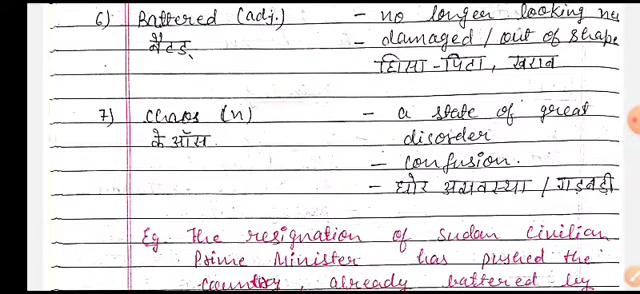 6) Battered (adj.) – no longer looking ne
बैटर्ड – damaged / out of shape
घिसा-पिटा, खराब
7) Chaos (n) – a state of great
के ऑस disorder
– confusion.
– घोर अव्यवस्था / गड़बड़ी
Eg. The resignation of Sudan Civilian
Prime Minister has pushed the
country, already battered by